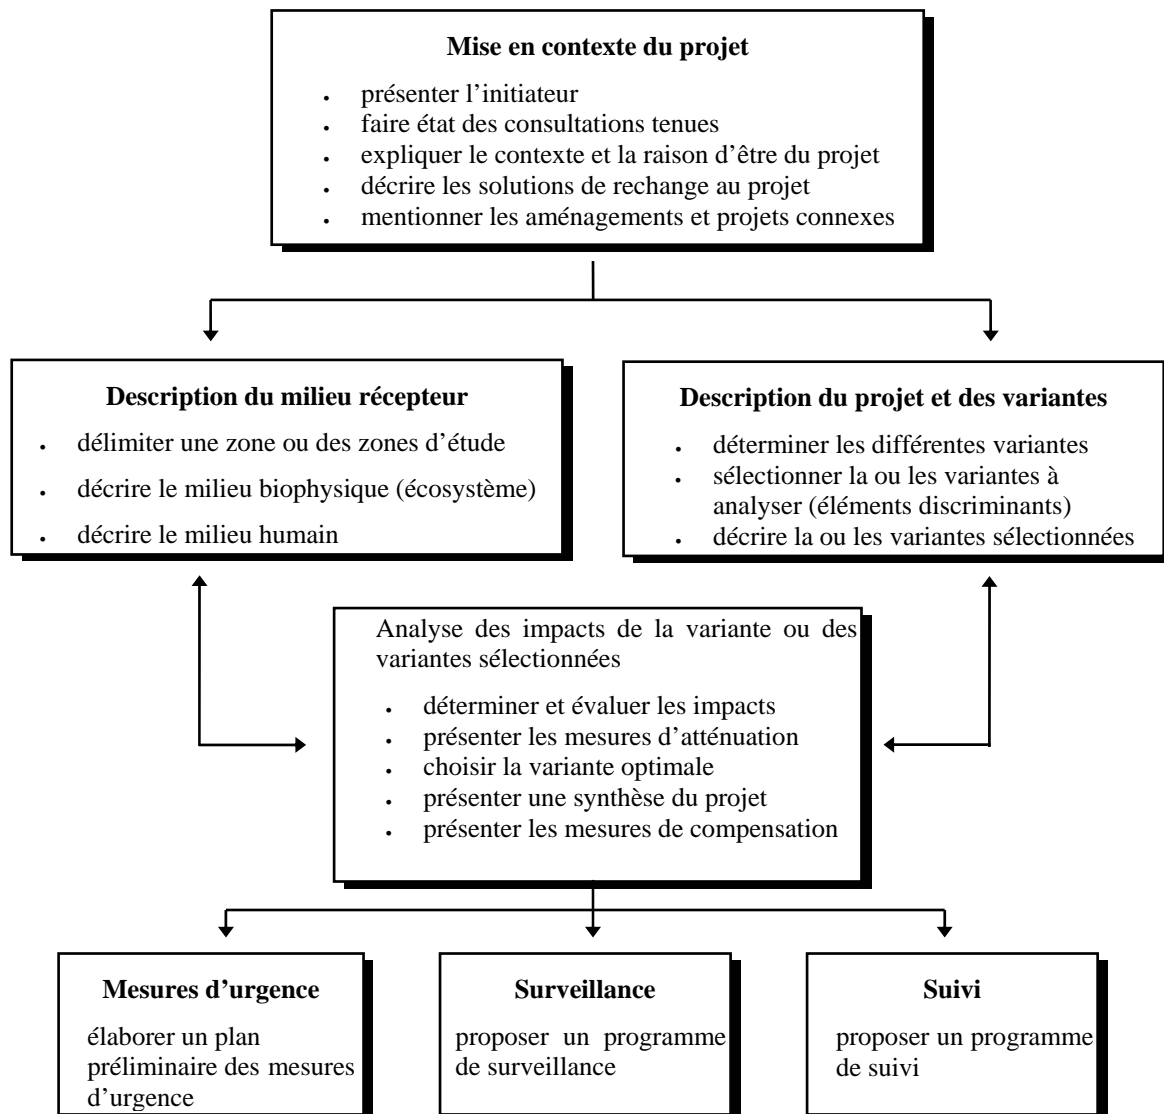 Mise en contexte du projet
• présenter l’initiateur
• faire état des consultations tenues
• expliquer le contexte et la raison d’être du projet
• décrire les solutions de rechange au projet
• mentionner les aménagements et projets connexes
Description du milieu récepteur
• délimiter une zone ou des zones d’étude
• décrire le milieu biophysique (écosystème)
• décrire le milieu humain
Description du projet et des variantes
• déterminer les différentes variantes
• sélectionner la ou les variantes à
analyser (éléments discriminants)
• décrire la ou les variantes sélectionnées
Analyse des impacts de la variante ou des
variantes sélectionnées
• déterminer et évaluer les impacts
• présenter les mesures d’atténuation
• choisir la variante optimale
• présenter une synthèse du projet
• présenter les mesures de compensation
Mesures d’urgence
élaborer un plan
préliminaire des mesures
d’urgence
Surveillance
proposer un programme
de surveillance
Suivi
proposer un programme
de suivi